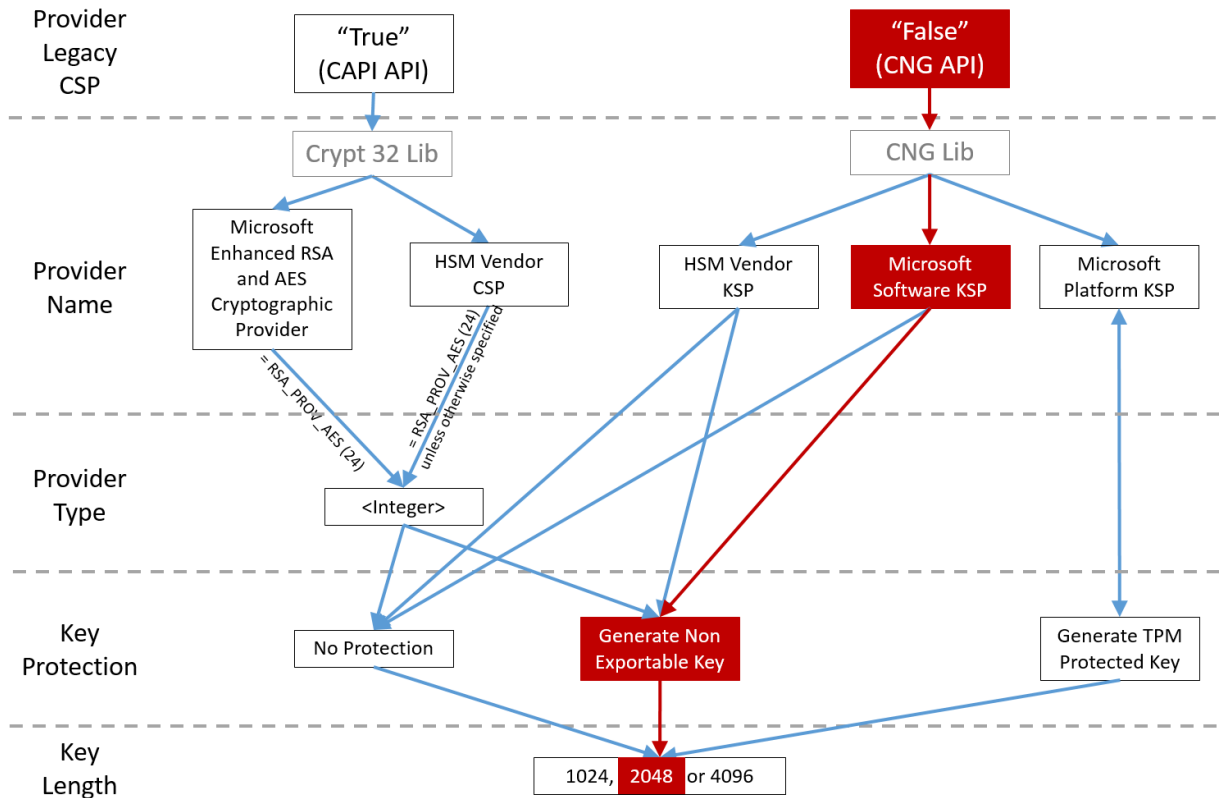 Provider
Legacy
CSP
“True”
(CAPI API)
“False”
(CNG API)
Crypt 32 Lib
CNG Lib
Provider
Name
Microsoft
Enhanced RSA
and AES
Cryptographic
Provider
HSM Vendor
CSP
HSM Vendor
KSP
Microsoft
Software KSP
Microsoft
Platform KSP
= RSA_PROV_AES (24)
= RSA_PROV_AES (24)
unless otherwise specified
Provider
Type
<Integer>
Key
Protection
No Protection
Generate Non
Exportable Key
Generate TPM
Protected Key
Key
Length
1024, 2048 or 4096